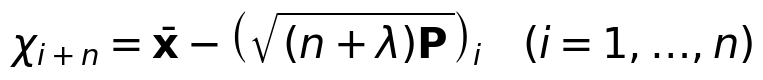 χ_{i+n} = x̄ − (√((n + λ)P))_i (i = 1, ..., n)